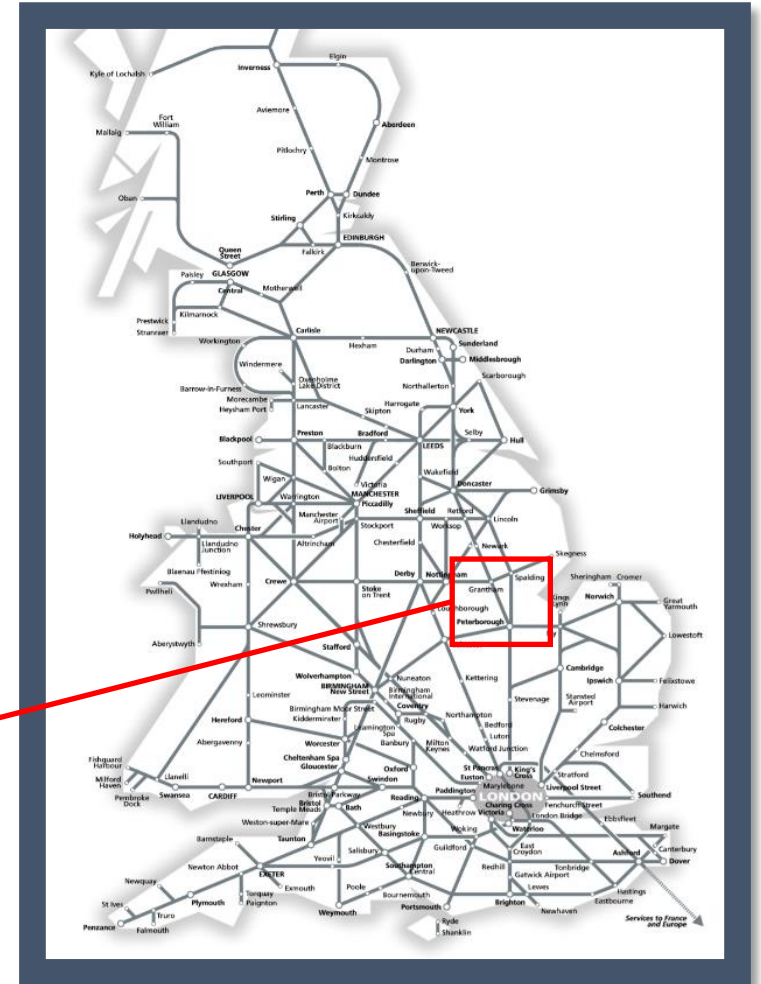 Elgin
Inverness
Kyle of Lochalsh
Aviemore
Fort
William
Aberdeen
Mallaig
Pitlochry
Montrose
Perth
Dundee
Oban
Stirling
Kirkcaldy
EDINBURGH
Queen
Street
Falkirk
Berwick-
upon-Tweed
Paisley
GLASGOW
Central
Motherwell
Prestwick
Kilmarnock
Stranraer
Carlisle
NEWCASTLE
Workington
Hexham
Sunderland
Durham
Darlington
Middlesbrough
Windermere
Scarborough
Oxenholme
Lake District
Barrow-in-Furness
Northallerton
Morecambe
Heysham Port
Lancaster
Harrogate
Skipton
York
Blackpool
Preston
Bradford
Selby
Hull
Blackburn
LEEDS
Huddersfield
Southport
Bolton
Wakefield
Wigan
Victoria
Doncaster
MANCHESTER
Piccadilly
Grimsby
LIVERPOOL
Warrington
Sheffield
Retford
Manchester
Airport
Lincoln
Llandudno
Chester
Stockport
Worksop
Holyhead
Llandudno
Junction
Altrincham
Chesterfield
Newark
Skegness
Blaenau Ffestiniog
Derby
Nottingham
Spalding
Sheringham
Cromer
Pwllheli
Wrexham
Crewe
Stoke
on Trent
Grantham
Norwich
Great
Yarmouth
Kings
Lynn
Loughborough
Aberystwyth
Shrewsbury
Peterborough
Lowestoft
Stafford
Cambridge
Wolverhampton
Nuneaton
Kettering
Ipswich
Felixstowe
BIRMINGHAM
New Street
Birmingham
International
Leominster
Stevenage
Stansted
Airport
Harwich
Birmingham Moor Street
Coventry
Northampton
Kidderminster
Rugby
Hereford
Leamington
Spa
Bedford
Colchester
Abergavenny
Worcester
Banbury
Milton
Keynes
Luton
Watford Junction
Chelmsford
Cheltenham Spa
Gloucester
Oxford
St Pancras
King's
Cross
Fishguard
Harbour
Euston
Stratford
Llanelli
Newport
Swindon
Marylebone
Liverpool Street
Milford
Haven
Paddington
LONDON
Southend
Pembroke
Dock
Swansea
CARDIFF
Bristol Parkway
Reading
Charing Cross
Fenchurch Street
Bristol
Temple Meads
Bath
Newbury
Heathrow
Victoria
London Bridge
Ebbsfleet
Weston-super-Mare
Westbury
Woking
Waterloo
Margate
Barnstaple
Taunton
Basingstoke
East
Croydon
Canterbury
Salisbury
Guildford
Ashford
Dover
Newton Abbot
Yeovil
Redhill
Tonbridge
EXETER
Southampton
Central
Gatwick Airport
Newquay
Exmouth
Poole
Lewes
Hastings
Torquay
Paignton
Bournemouth
Eastbourne
St Ives
Plymouth
Portsmouth
Brighton
Newhaven
Truro
Weymouth
Ryde
Services to France
and Europe
Penzance
Falmouth
Shanklin